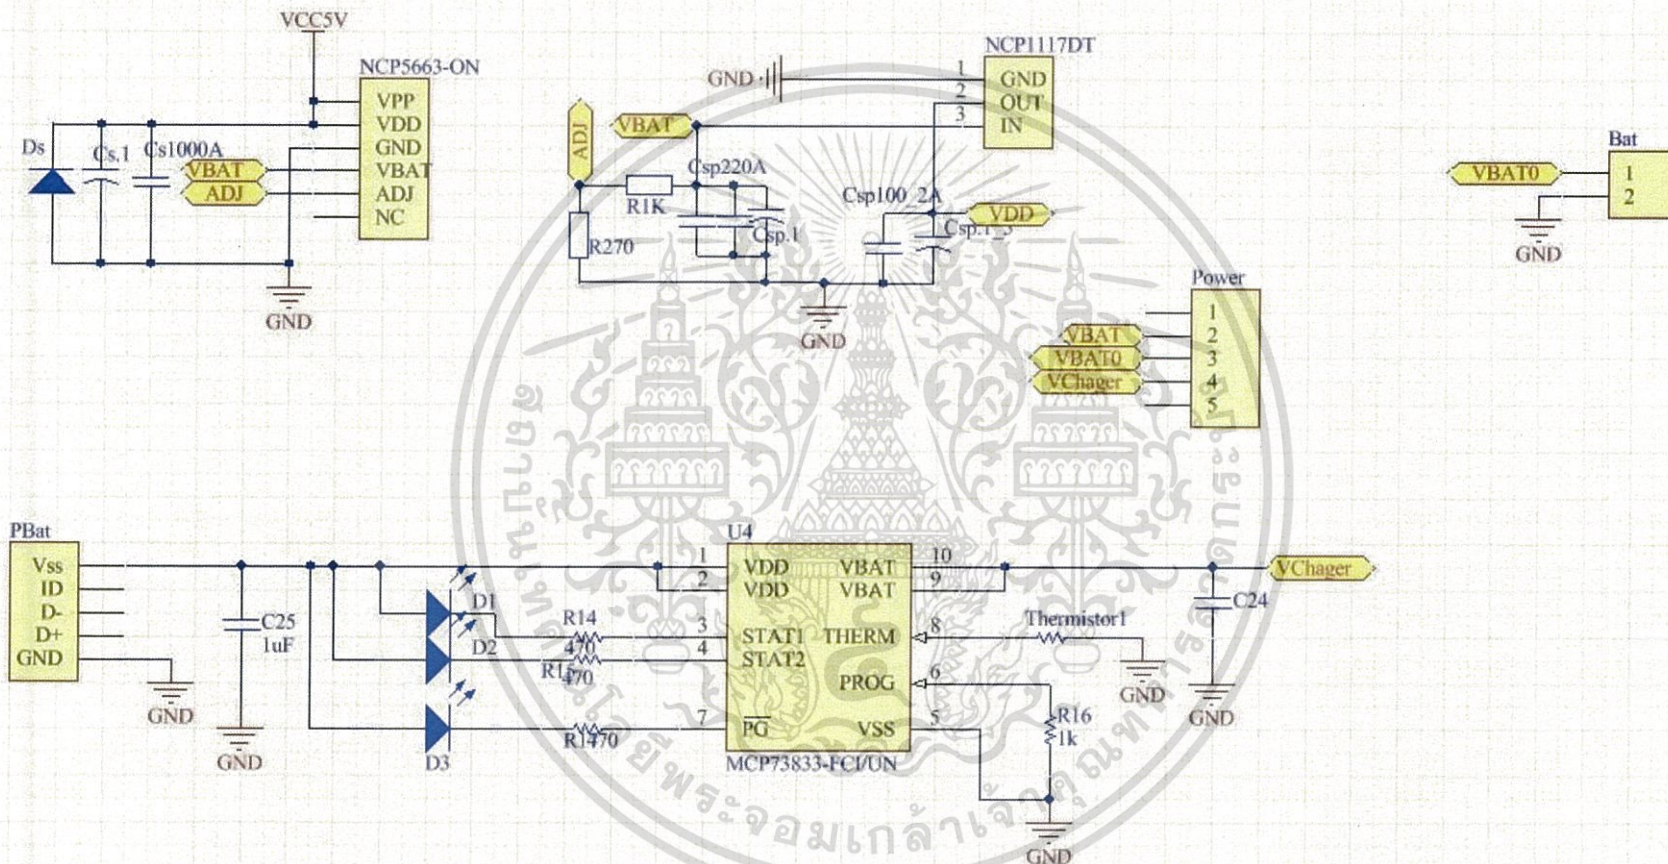 VCC5V
NCP5663-ON
VPP
VDD
GND
VBAT
ADJ
NC
Ds
Cs.1
Cs1000A
VBAT
ADJ
GND
NCP1117DT
GND
1
2
3
GND
OUT
IN
ADJ
VBAT
Csp220A
R1K
Csp.1
R270
Csp100_2A
VDD
GND
Bat
VBAT0
1
2
GND
Power
1
2
3
4
5
VBAT
VBAT0
VChager
PBat
Vss
ID
D-
D+
GND
GND
C25
1uF
GND
D1
D2
D3
R14
470
470
U4
1
2
3
4
7
VDD
VDD
STAT1
STAT2
PG
VBAT
VBAT
THERM
PROG
VSS
10
9
8
6
5
MCP73833-FCI/UN
Thermistor1
GND
R16
1k
GND
C24
GND
VChager